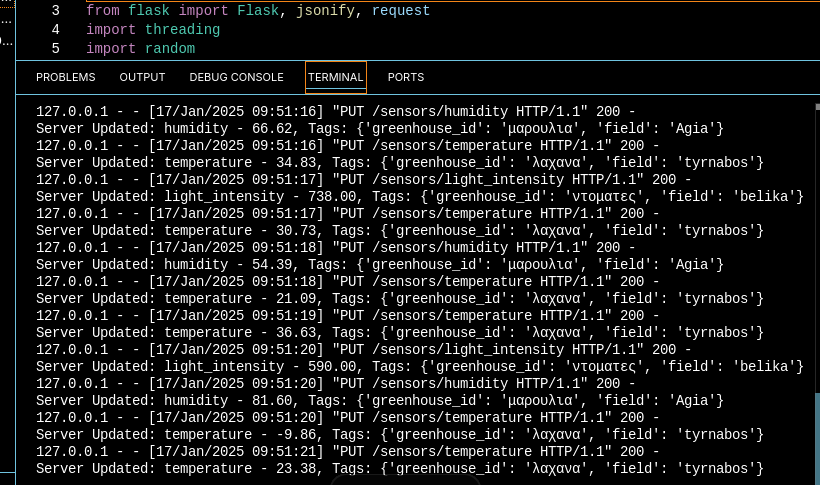 ...
...
3 from flask import Flask, jsonify, request
4 import threading
5 import random
PROBLEMS OUTPUT DEBUG CONSOLE TERMINAL PORTS
127.0.0.1 - - [17/Jan/2025 09:51:16] "PUT /sensors/humidity HTTP/1.1" 200 -
Server Updated: humidity - 66.62, Tags: {'greenhouse_id': 'μαρουλια', 'field': 'Agia'}
127.0.0.1 - - [17/Jan/2025 09:51:16] "PUT /sensors/temperature HTTP/1.1" 200 -
Server Updated: temperature - 34.83, Tags: {'greenhouse_id': 'λαχανα', 'field': 'tyrnabos'}
127.0.0.1 - - [17/Jan/2025 09:51:17] "PUT /sensors/light_intensity HTTP/1.1" 200 -
Server Updated: light_intensity - 738.00, Tags: {'greenhouse_id': 'ντοματες', 'field': 'belika'}
127.0.0.1 - - [17/Jan/2025 09:51:17] "PUT /sensors/temperature HTTP/1.1" 200 -
Server Updated: temperature - 30.73, Tags: {'greenhouse_id': 'λαχανα', 'field': 'tyrnabos'}
127.0.0.1 - - [17/Jan/2025 09:51:18] "PUT /sensors/humidity HTTP/1.1" 200 -
Server Updated: humidity - 54.39, Tags: {'greenhouse_id': 'μαρουλια', 'field': 'Agia'}
127.0.0.1 - - [17/Jan/2025 09:51:18] "PUT /sensors/temperature HTTP/1.1" 200 -
Server Updated: temperature - 21.09, Tags: {'greenhouse_id': 'λαχανα', 'field': 'tyrnabos'}
127.0.0.1 - - [17/Jan/2025 09:51:19] "PUT /sensors/temperature HTTP/1.1" 200 -
Server Updated: temperature - 36.63, Tags: {'greenhouse_id': 'λαχανα', 'field': 'tyrnabos'}
127.0.0.1 - - [17/Jan/2025 09:51:20] "PUT /sensors/light_intensity HTTP/1.1" 200 -
Server Updated: light_intensity - 590.00, Tags: {'greenhouse_id': 'ντοματες', 'field': 'belika'}
127.0.0.1 - - [17/Jan/2025 09:51:20] "PUT /sensors/humidity HTTP/1.1" 200 -
Server Updated: humidity - 81.60, Tags: {'greenhouse_id': 'μαρουλια', 'field': 'Agia'}
127.0.0.1 - - [17/Jan/2025 09:51:20] "PUT /sensors/temperature HTTP/1.1" 200 -
Server Updated: temperature - -9.86, Tags: {'greenhouse_id': 'λαχανα', 'field': 'tyrnabos'}
127.0.0.1 - - [17/Jan/2025 09:51:21] "PUT /sensors/temperature HTTP/1.1" 200 -
Server Updated: temperature - 23.38, Tags: {'greenhouse_id': 'λαχανα', 'field': 'tyrnabos'}